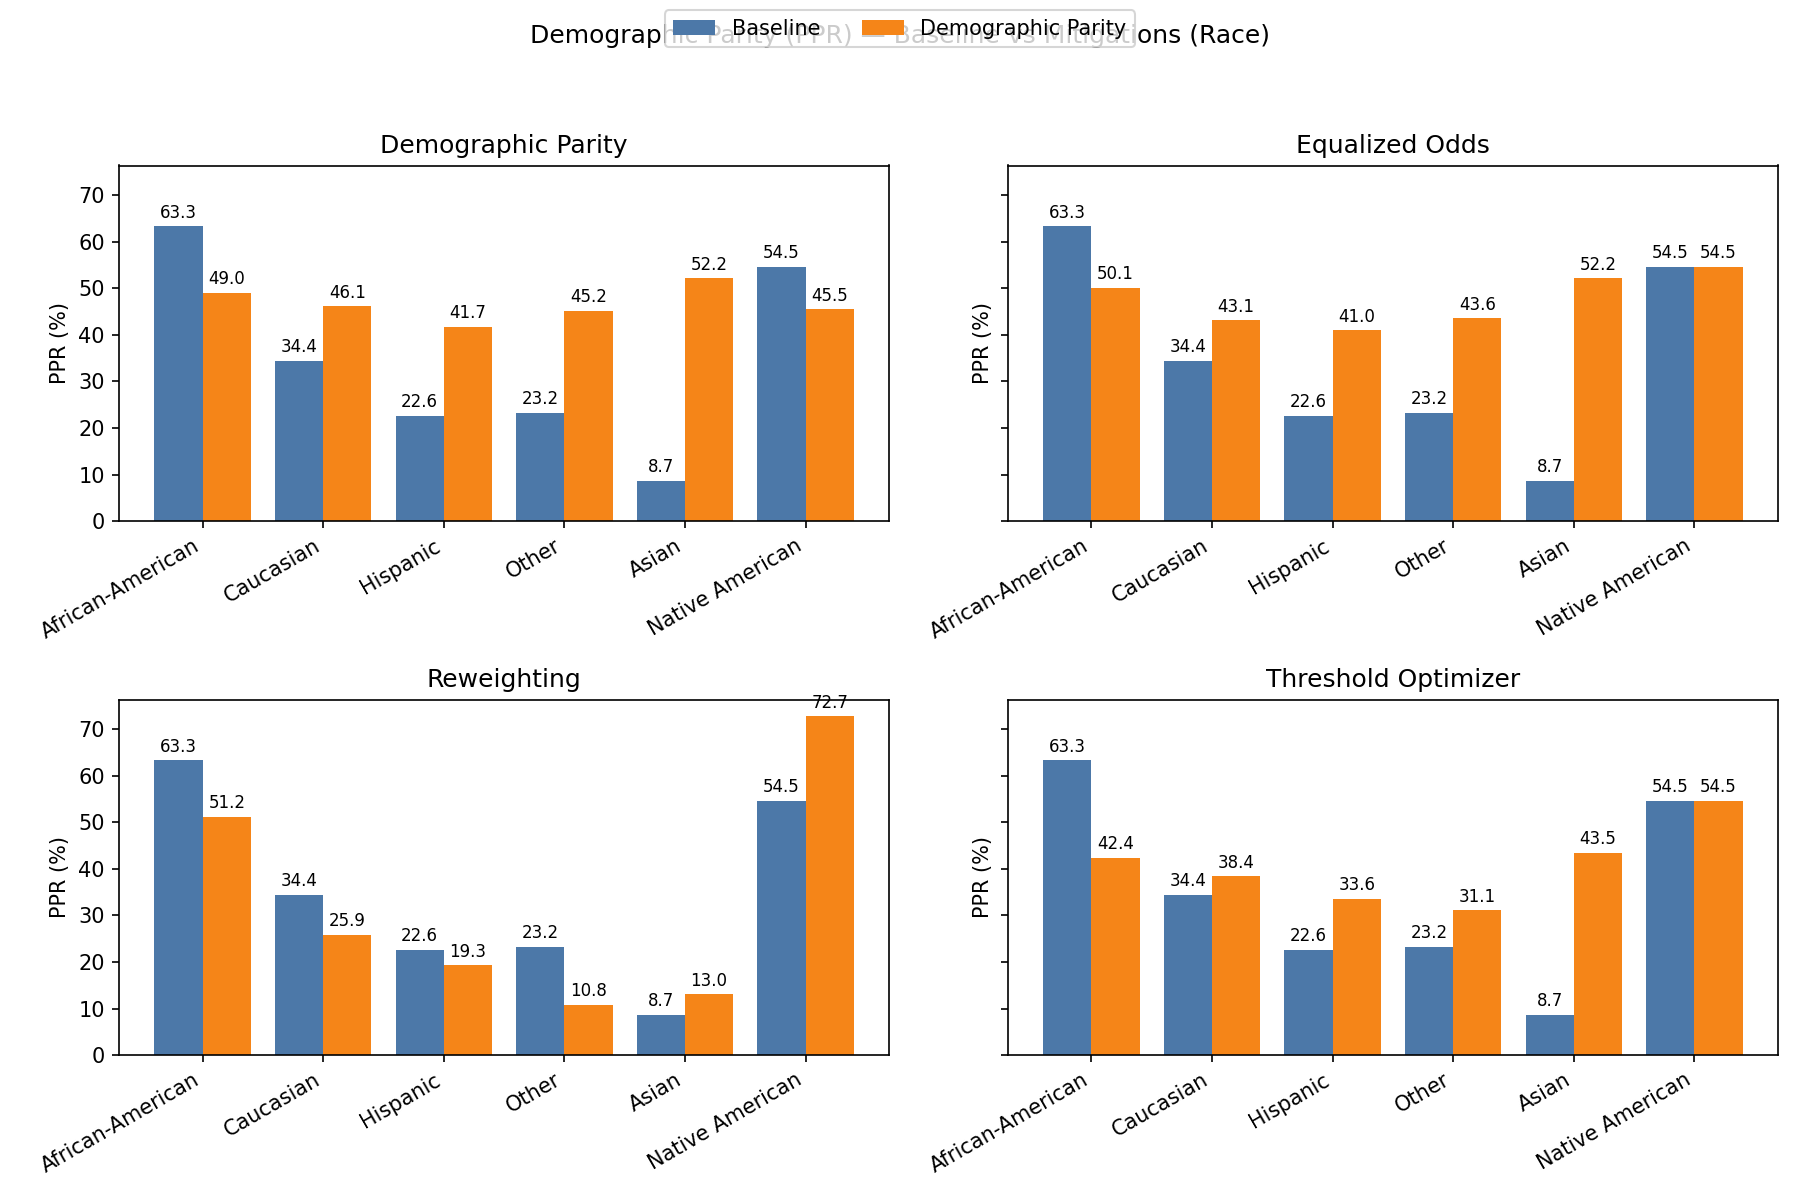 Baseline Demographic Parity
Demographic Parity (PPR) — Baseline vs Mitigations (Race)
Demographic Parity
PPR (%)
70
60
50
40
30
20
10
0
63.3 49.0 34.4 46.1 22.6 41.7 23.2 45.2 8.7 52.2 54.5 45.5
African-American Caucasian Hispanic Other Asian Native American
Equalized Odds
PPR (%)
63.3 50.1 34.4 43.1 22.6 41.0 23.2 43.6 8.7 52.2 54.5 54.5
African-American Caucasian Hispanic Other Asian Native American
Reweighting
PPR (%)
70
60
50
40
30
20
10
0
63.3 51.2 34.4 25.9 22.6 19.3 23.2 10.8 8.7 13.0 54.5 72.7
African-American Caucasian Hispanic Other Asian Native American
Threshold Optimizer
PPR (%)
63.3 42.4 34.4 38.4 22.6 33.6 23.2 31.1 8.7 43.5 54.5 54.5
African-American Caucasian Hispanic Other Asian Native American